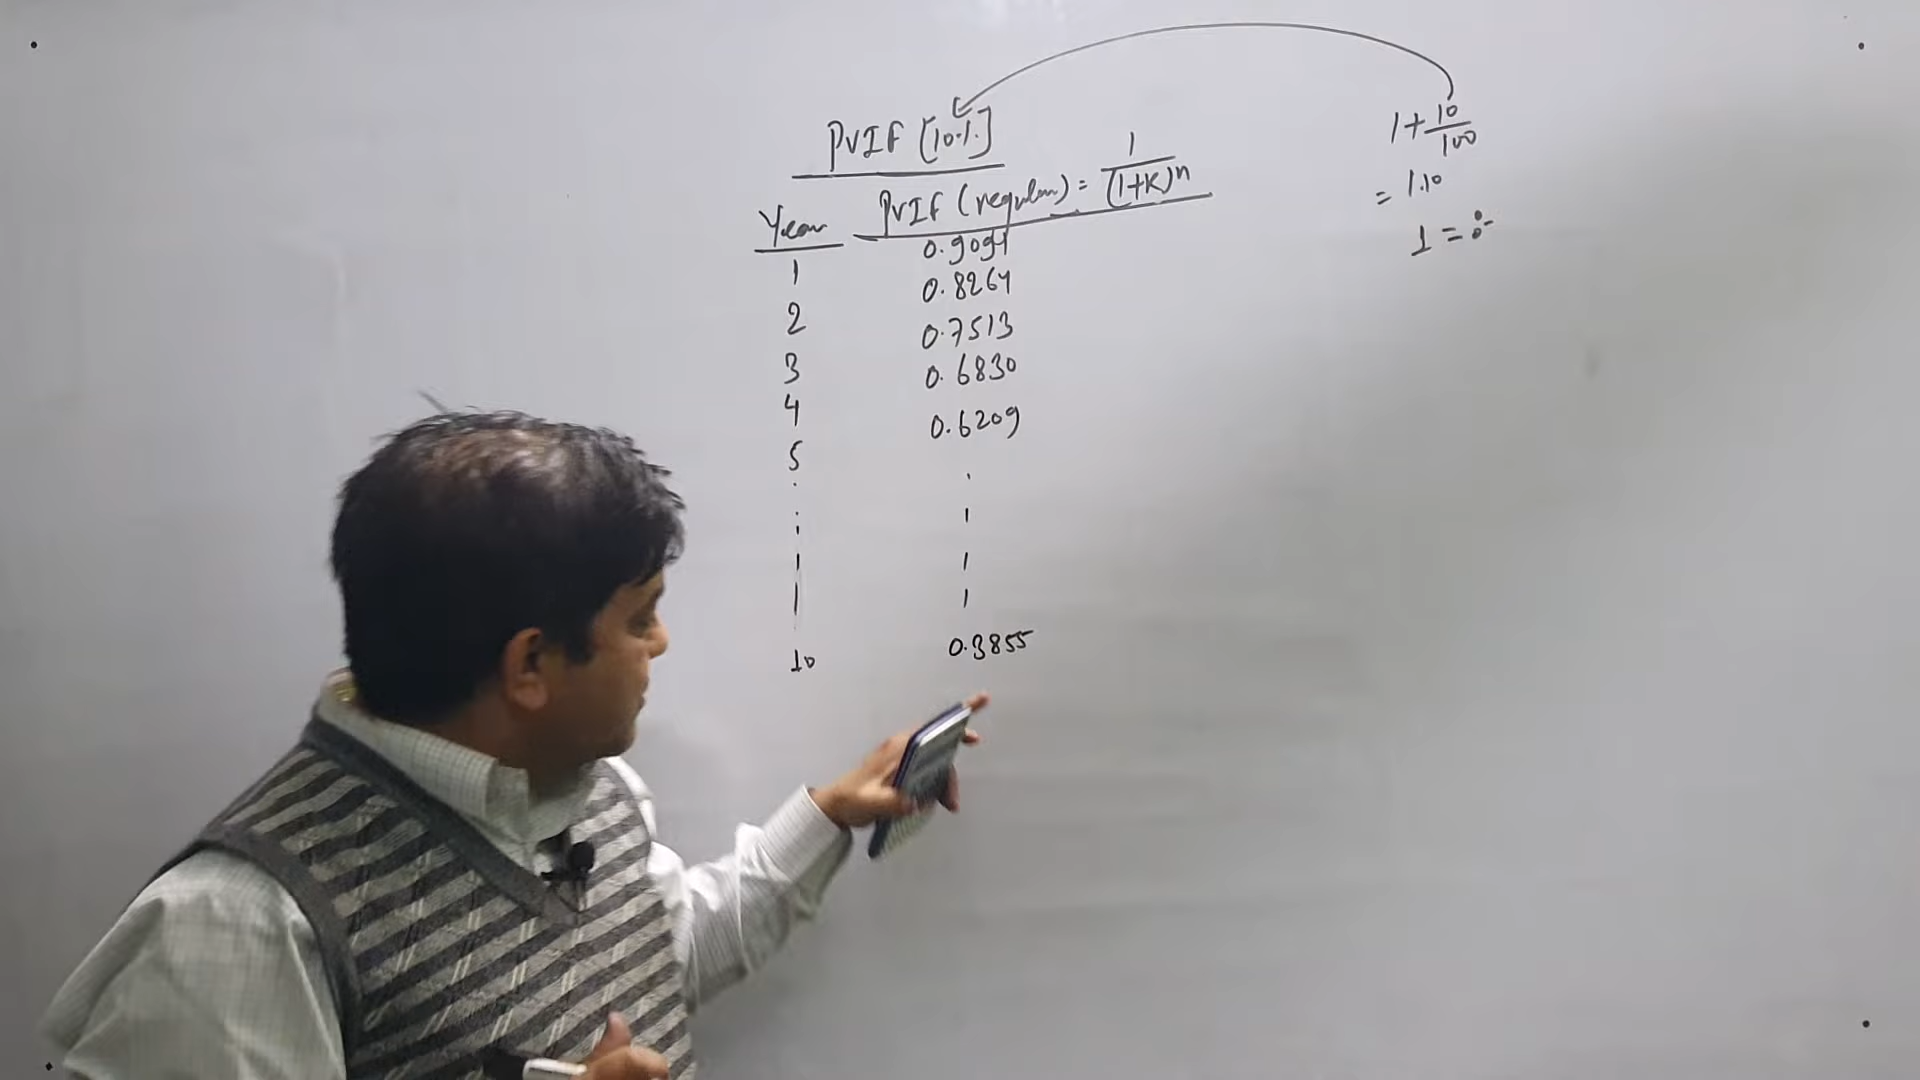 PVIF [10%]
Year PVIF (regular) = 1/(1+K)^n
1 0.9091
2 0.8264
3 0.7513
4 0.6830
5 0.6209
10 0.3855
1 + 10/100
= 1.10
1 = ÷